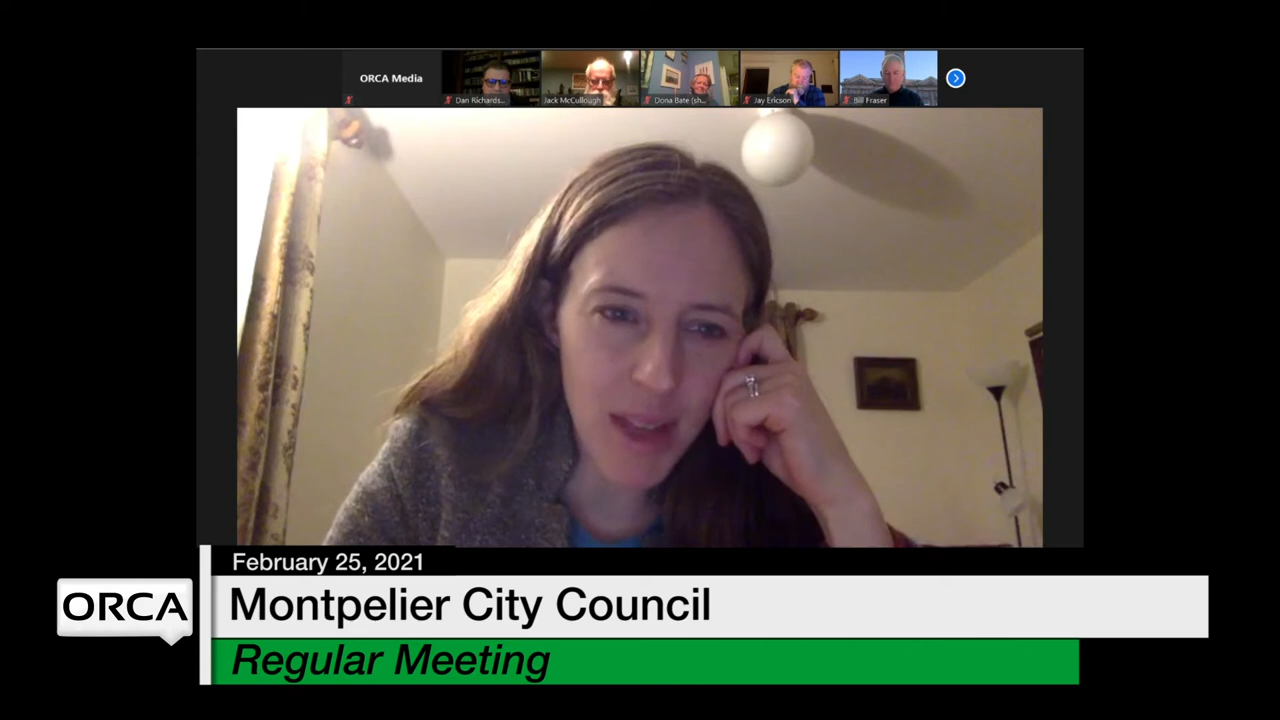 ORCA Media
Dan Richards...
Jack McCullough
Dona Bate (sh...
Jay Ericson
Bill Fraser
February 25, 2021
ORCA
Montpelier City Council
Regular Meeting